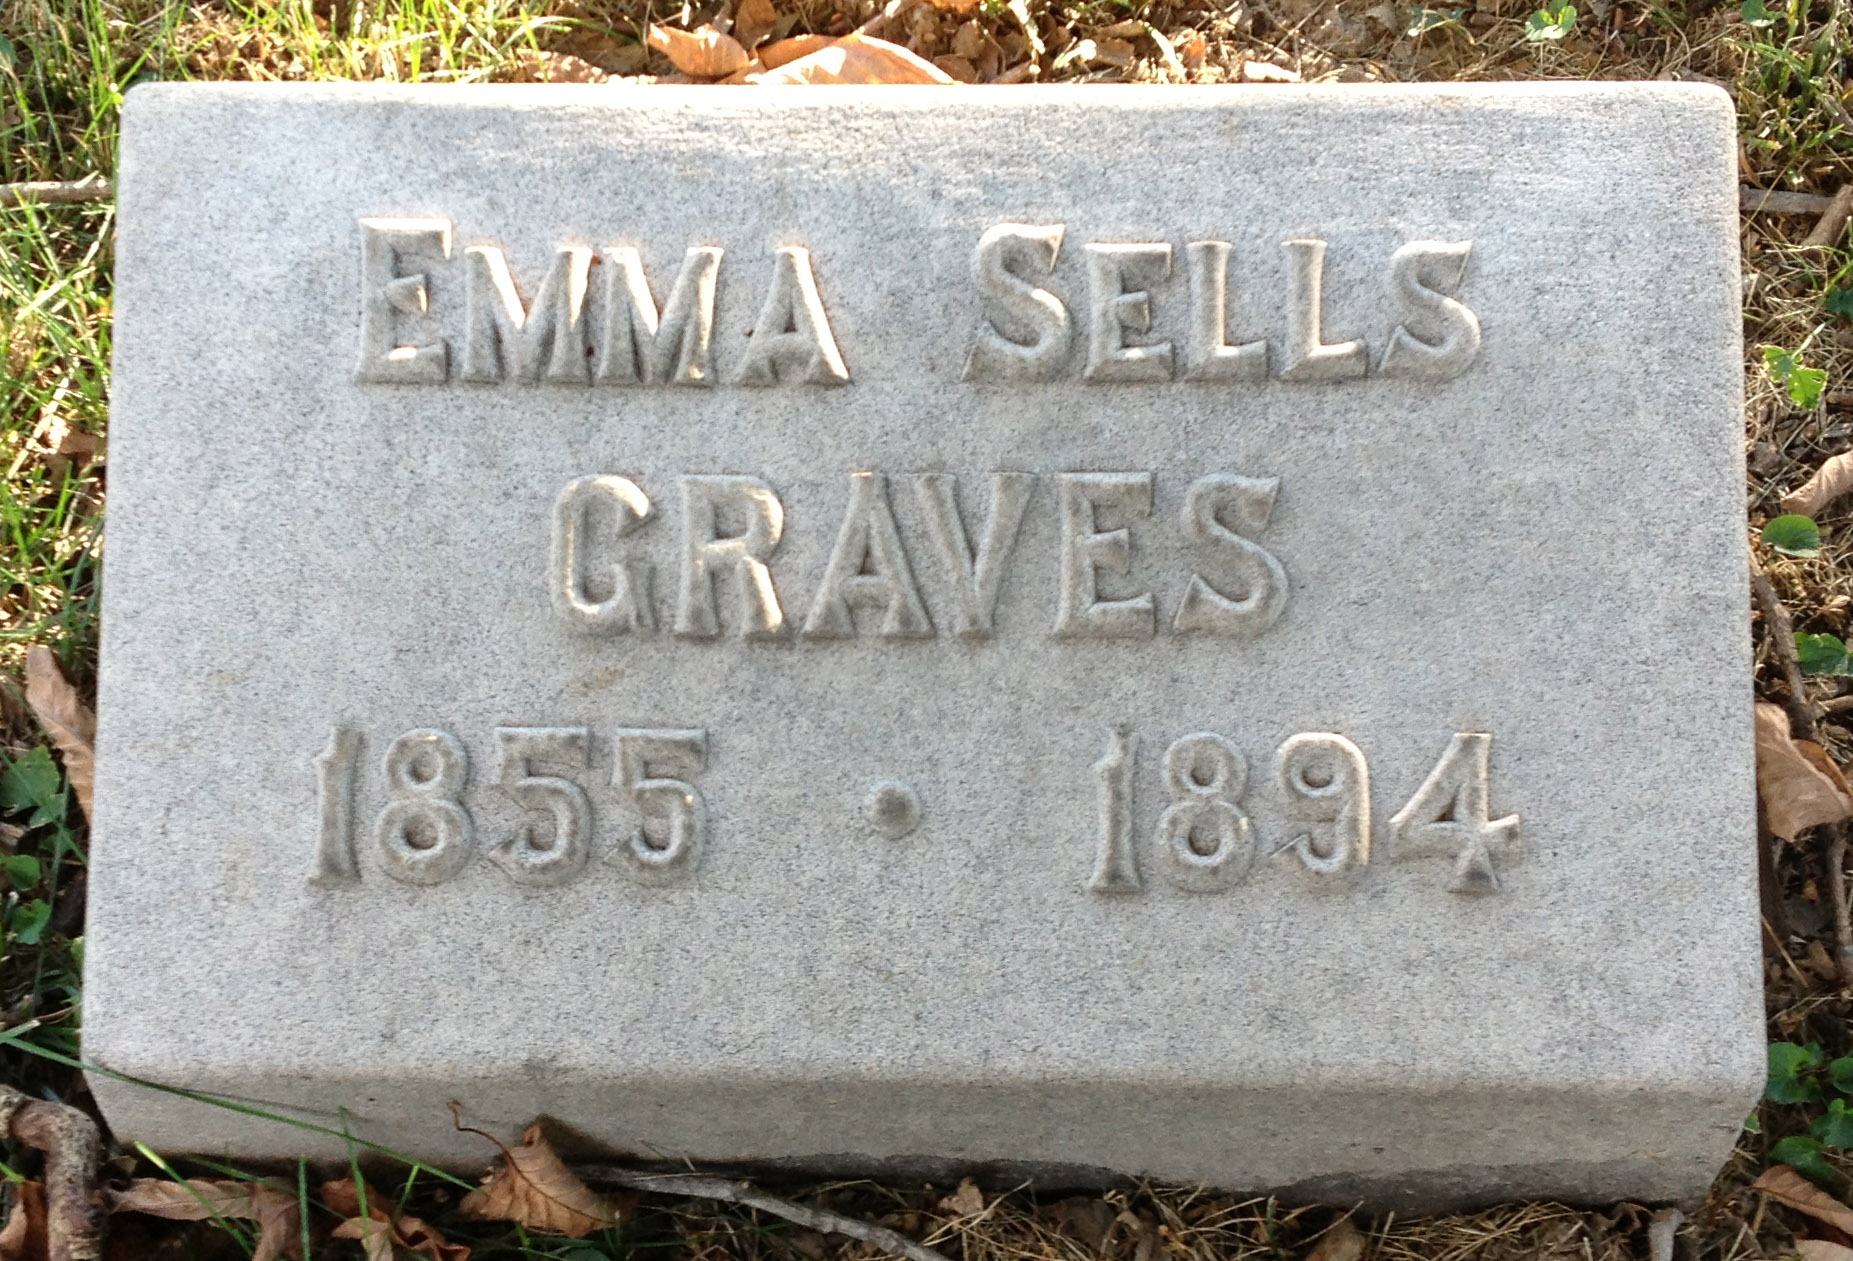 EMMA SELLS
GRAVES
1855 • 1894